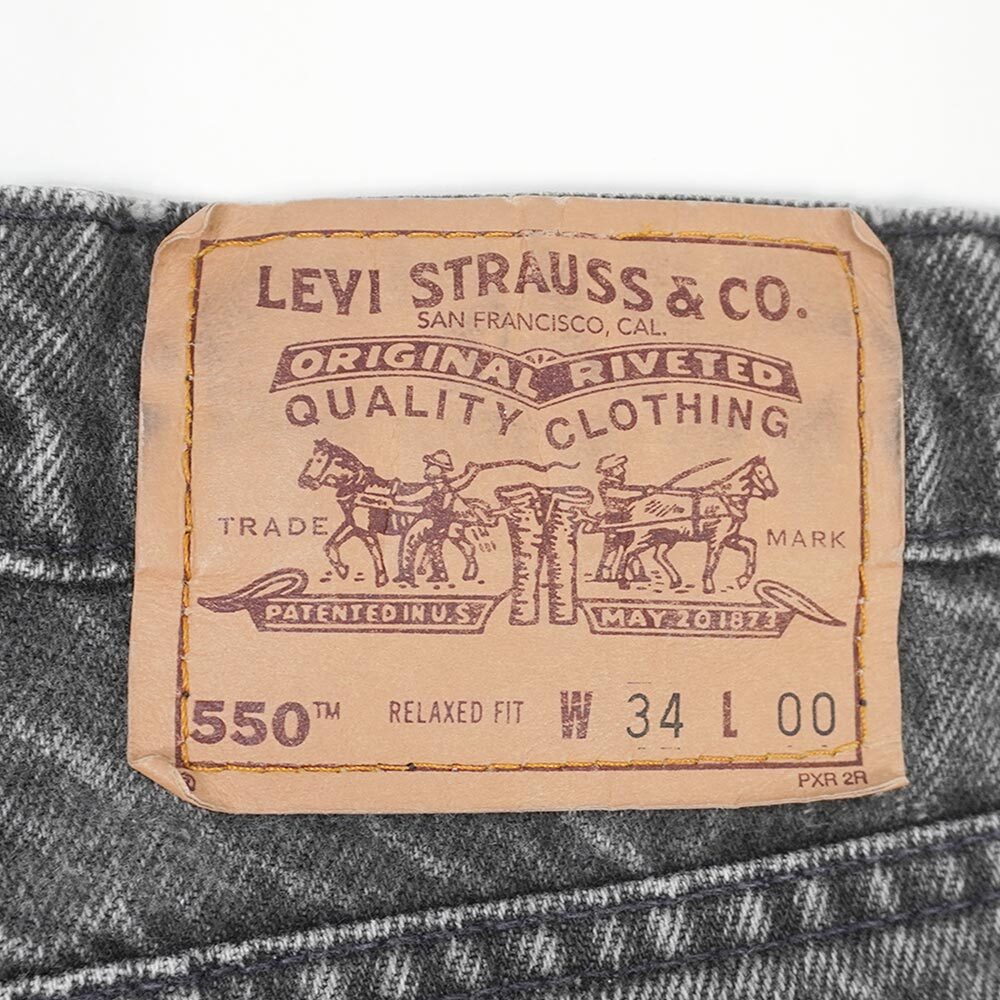 LEVI STRAUSS & CO.
SAN FRANCISCO, CAL.
ORIGINAL RIVETED
QUALITY CLOTHING
TRADE MARK
PATENTED IN U.S. MAY 20 1873
550™ RELAXED FIT W 34 L 00
® PXR 2R